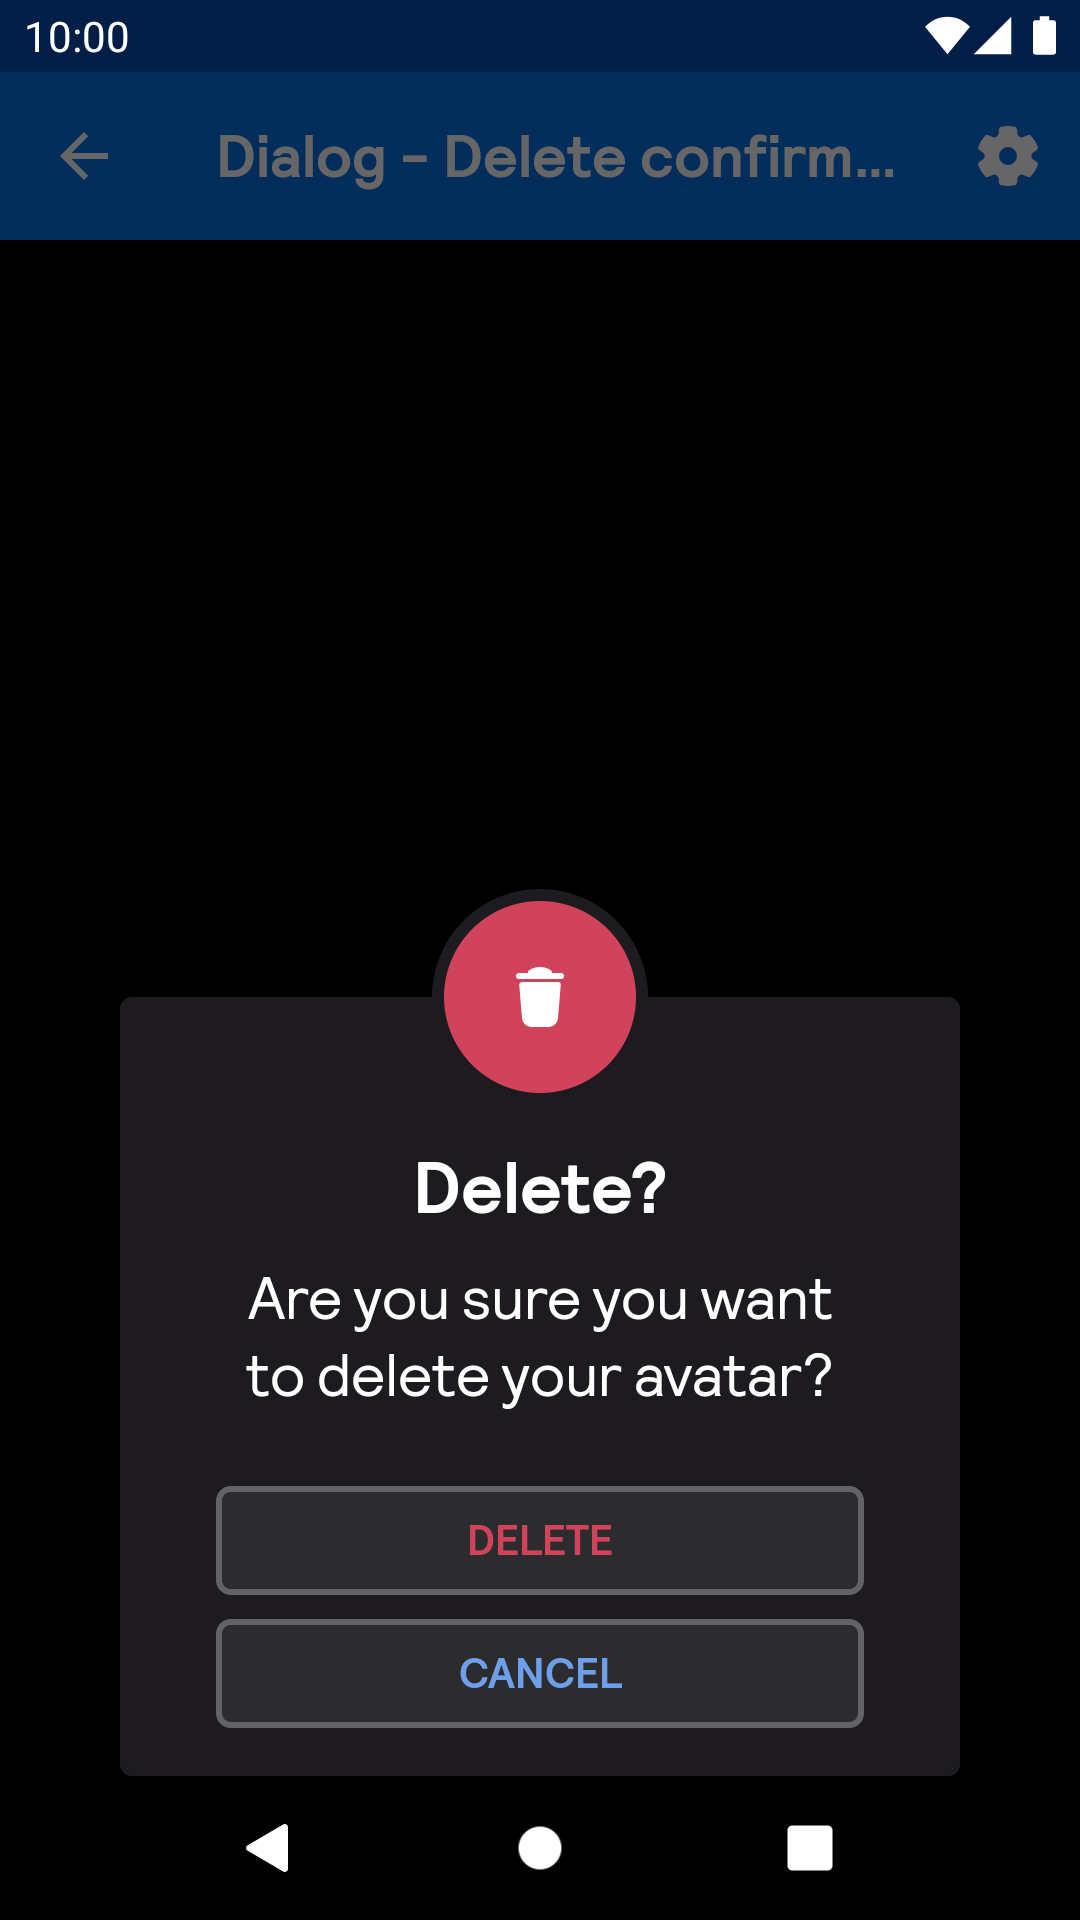 10:00
Dialog - Delete confirm...
Delete?
Are you sure you want
to delete your avatar?
DELETE
CANCEL